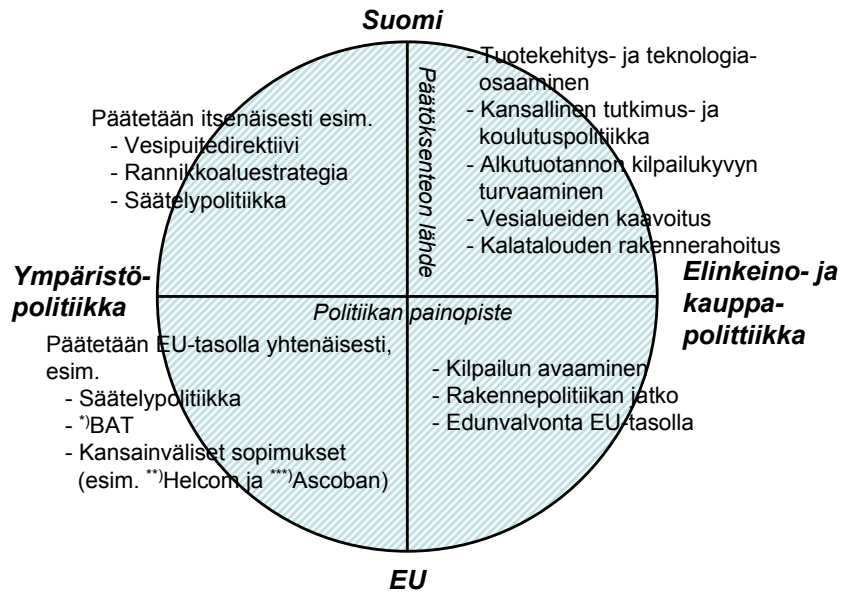 Suomi
Päätetään itsenäisesti esim.
- Vesipuitedirektiivi
- Rannikkoaluestrategia
- Säätelypolitiikka
Päätöksenteon lähde
- Tuotekehitys- ja teknologia-
osaaminen
- Kansallinen tutkimus- ja
koulutuspolitiikka
- Alkutuotannon kilpailukyvyn
turvaaminen
- Vesialueiden kaavoitus
- Kalatalouden rakennerahoitus
Ympäristö-
politiikka
Politiikan painopiste
Elinkeino- ja
kauppa-
polittiikka
Päätetään EU-tasolla yhtenäisesti,
esim.
- Säätelypolitiikka
- *)BAT
- Kansainväliset sopimukset
(esim. **)Helcom ja ***)Ascoban)
- Kilpailun avaaminen
- Rakennepolitiikan jatko
- Edunvalvonta EU-tasolla
EU